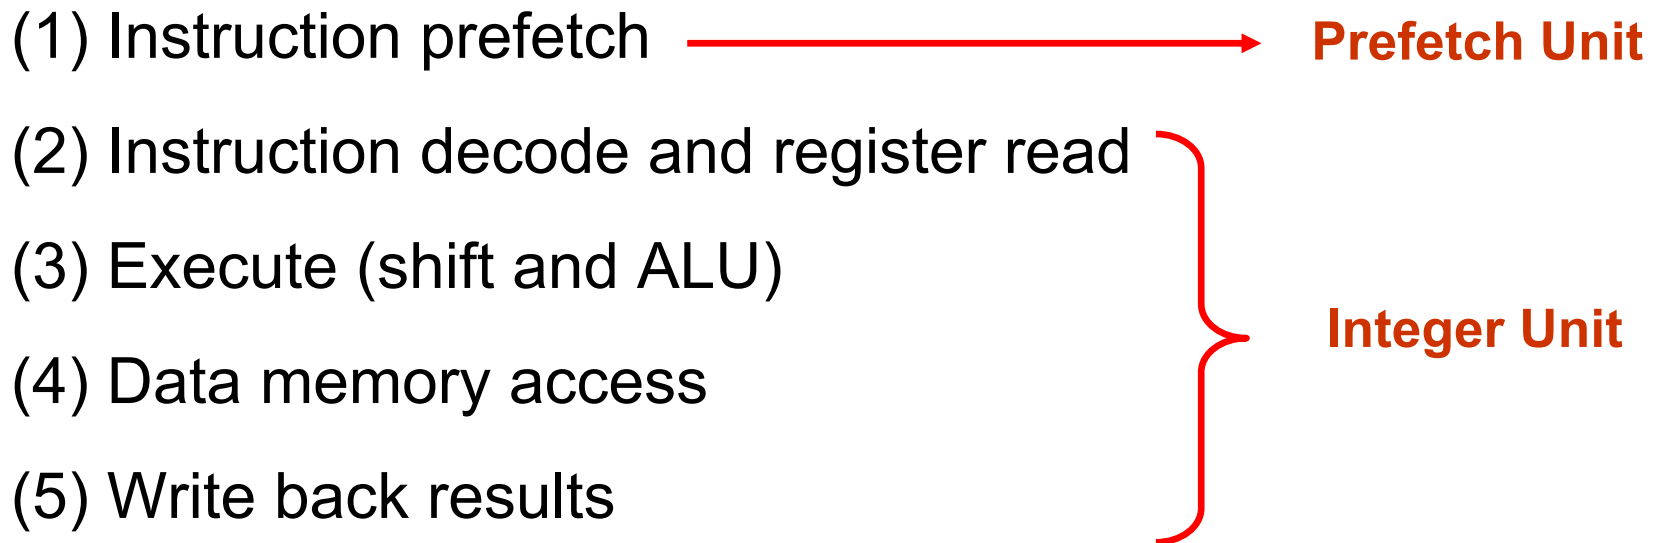 (1) Instruction prefetch
Prefetch Unit
(2) Instruction decode and register read
(3) Execute (shift and ALU)
Integer Unit
(4) Data memory access
(5) Write back results